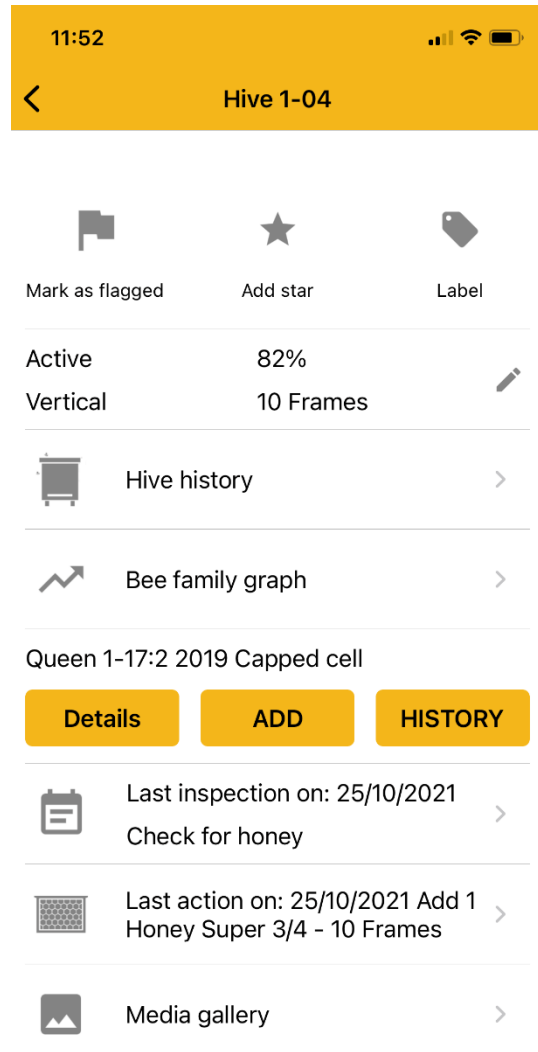 11:52
Hive 1-04
Mark as flagged
Add star
Label
Active
82%
Vertical
10 Frames
Hive history
Bee family graph
Queen 1-17:2 2019 Capped cell
Details
ADD
HISTORY
Last inspection on: 25/10/2021
Check for honey
Last action on: 25/10/2021 Add 1
Honey Super 3/4 - 10 Frames
Media gallery